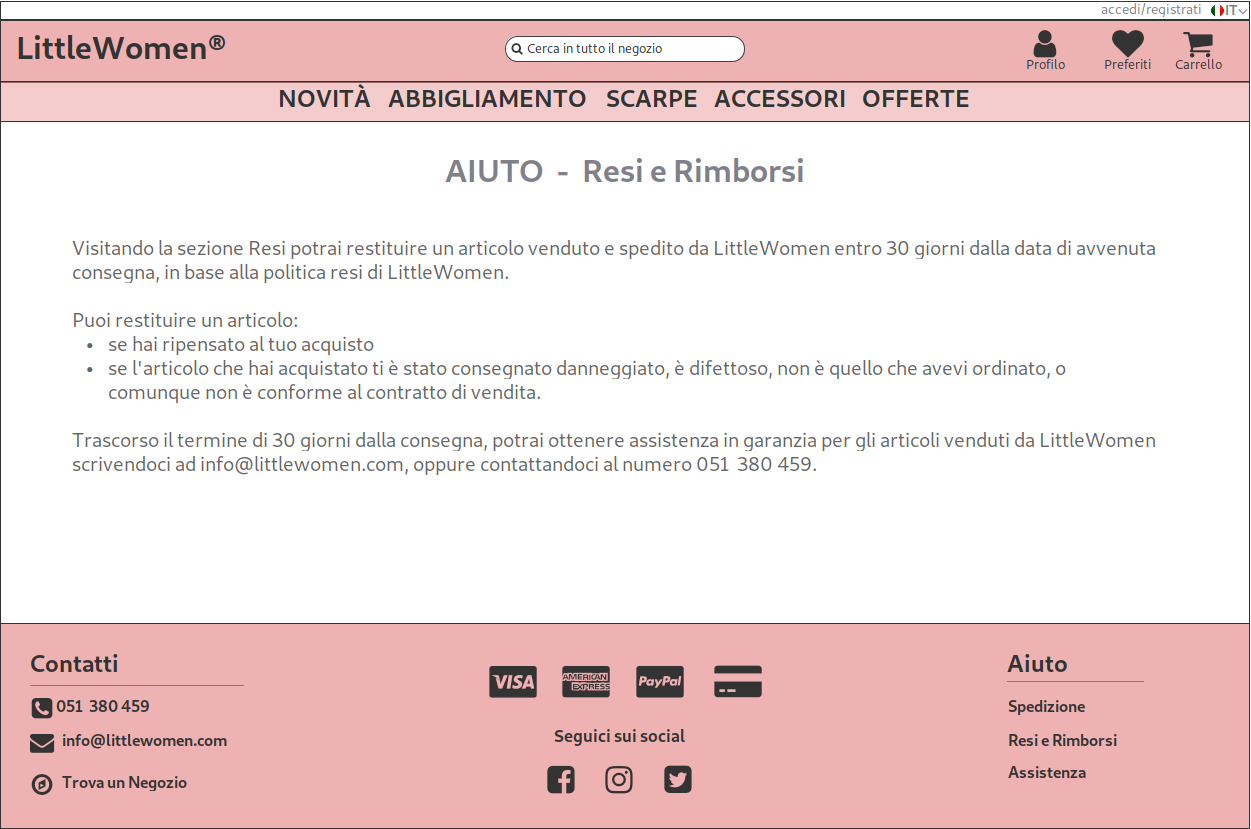 accedi/registrati IT
LittleWomen®
Cerca in tutto il negozio
Profilo Preferiti Carrello
NOVITÀ ABBIGLIAMENTO SCARPE ACCESSORI OFFERTE
AIUTO - Resi e Rimborsi
Visitando la sezione Resi potrai restituire un articolo venduto e spedito da LittleWomen entro 30 giorni dalla data di avvenuta
consegna, in base alla politica resi di LittleWomen.
Puoi restituire un articolo:
• se hai ripensato al tuo acquisto
• se l'articolo che hai acquistato ti è stato consegnato danneggiato, è difettoso, non è quello che avevi ordinato, o
comunque non è conforme al contratto di vendita.
Trascorso il termine di 30 giorni dalla consegna, potrai ottenere assistenza in garanzia per gli articoli venduti da LittleWomen
scrivendoci ad info@littlewomen.com, oppure contattandoci al numero 051 380 459.
Contatti
051 380 459
info@littlewomen.com
Trova un Negozio
VISA AMERICAN EXPRESS PayPal
Seguici sui social
Aiuto
Spedizione
Resi e Rimborsi
Assistenza